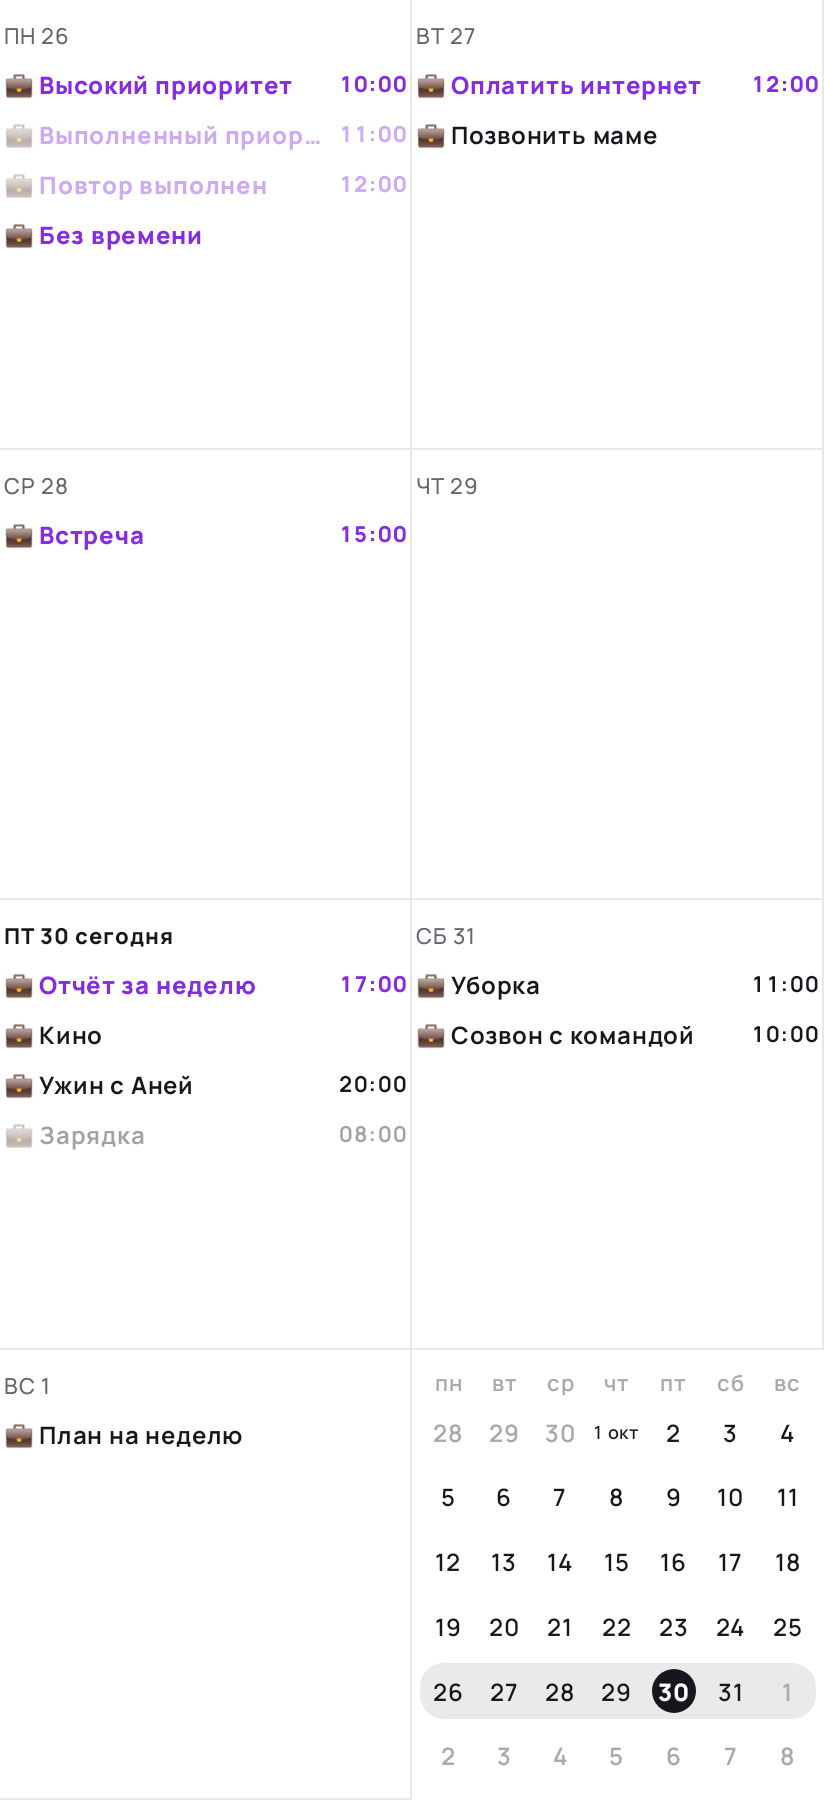 ПН 26
Высокий приоритет 10:00
Выполненный приор... 11:00
Повтор выполнен 12:00
Без времени
ВТ 27
Оплатить интернет 12:00
Позвонить маме
СР 28
Встреча 15:00
ЧТ 29
ПТ 30 сегодня
Отчёт за неделю 17:00
Кино
Ужин с Аней 20:00
Зарядка 08:00
СБ 31
Уборка 11:00
Созвон с командой 10:00
ВС 1
План на неделю
пн вт ср чт пт сб вс
28 29 30 1 окт 2 3 4
5 6 7 8 9 10 11
12 13 14 15 16 17 18
19 20 21 22 23 24 25
26 27 28 29 30 31 1
2 3 4 5 6 7 8